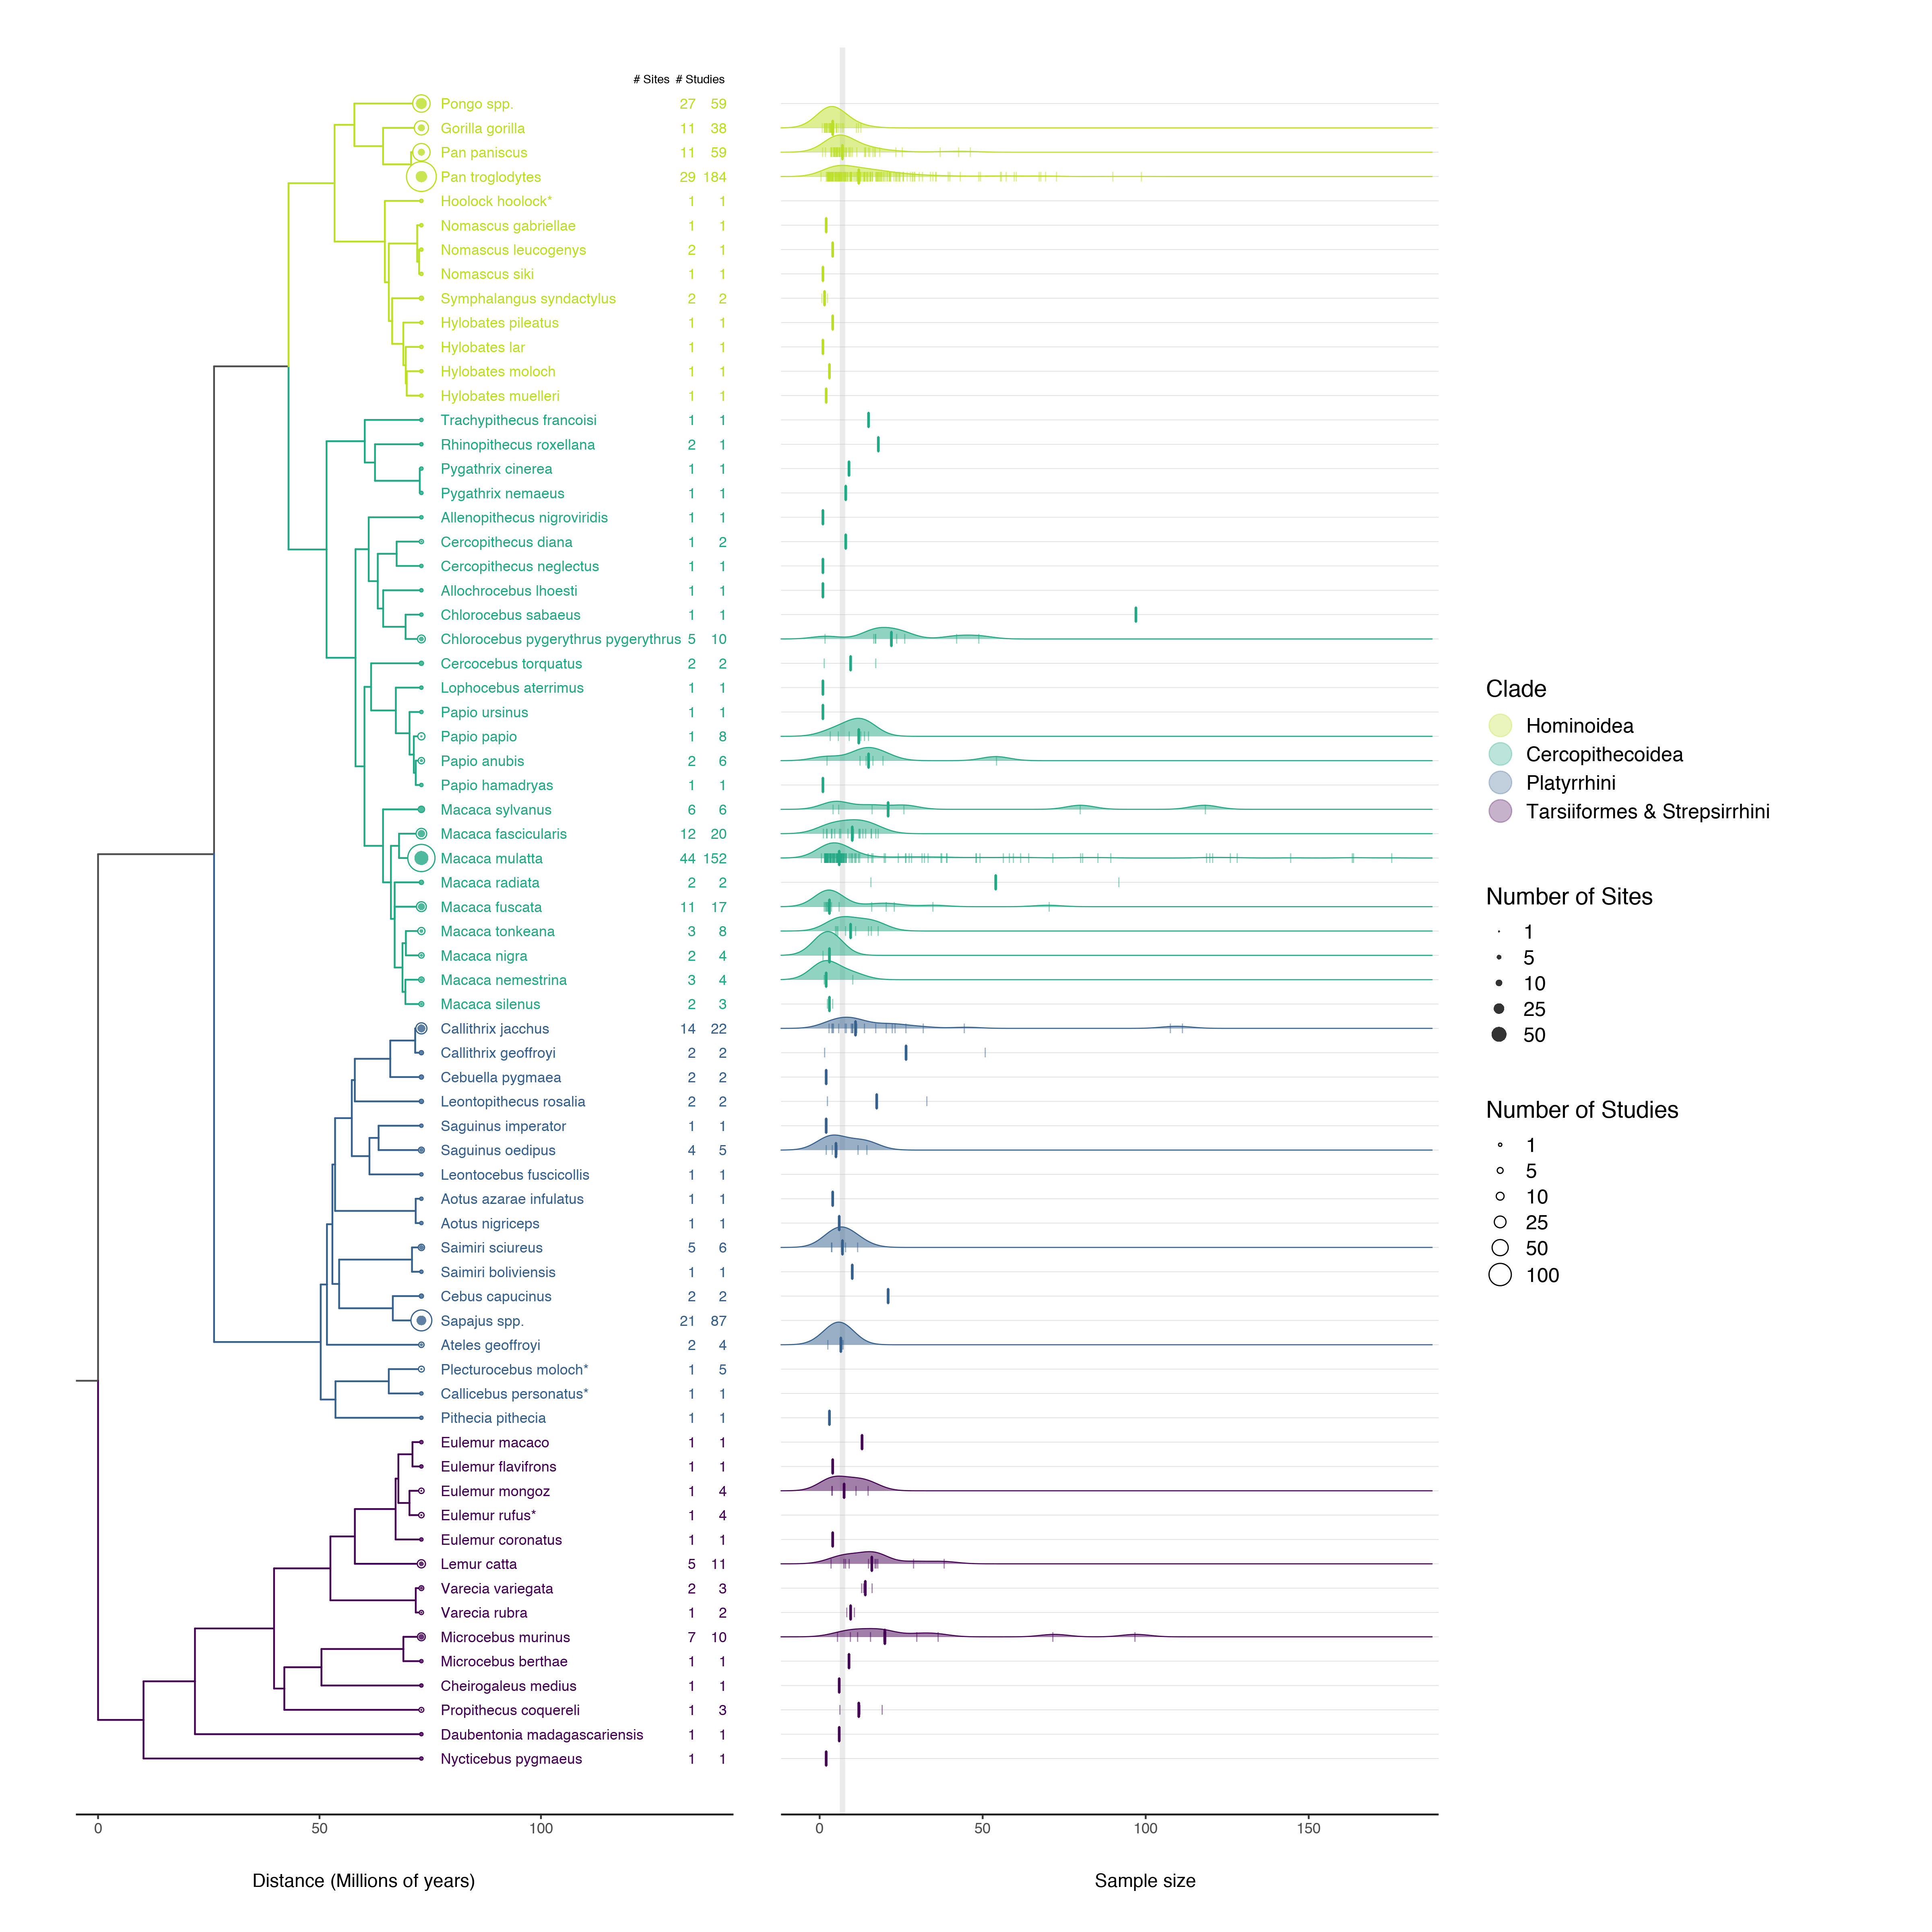 # Sites # Studies
Pongo spp. 27 59
Gorilla gorilla 11 38
Pan paniscus 11 59
Pan troglodytes 29 184
Hoolock hoolock* 1 1
Nomascus gabriellae 1 1
Nomascus leucogenys 2 1
Nomascus siki 1 1
Symphalangus syndactylus 2 2
Hylobates pileatus 1 1
Hylobates lar 1 1
Hylobates moloch 1 1
Hylobates muelleri 1 1
Trachypithecus francoisi 1 1
Rhinopithecus roxellana 2 1
Pygathrix cinerea 1 1
Pygathrix nemaeus 1 1
Allenopithecus nigroviridis 1 1
Cercopithecus diana 1 2
Cercopithecus neglectus 1 1
Allochrocebus lhoesti 1 1
Chlorocebus sabaeus 1 1
Chlorocebus pygerythrus pygerythrus 5 10
Cercocebus torquatus 2 2
Lophocebus aterrimus 1 1
Papio ursinus 1 1
Papio papio 1 8
Papio anubis 2 6
Papio hamadryas 1 1
Macaca sylvanus 6 6
Macaca fascicularis 12 20
Macaca mulatta 44 152
Macaca radiata 2 2
Macaca fuscata 11 17
Macaca tonkeana 3 8
Macaca nigra 2 4
Macaca nemestrina 3 4
Macaca silenus 2 3
Callithrix jacchus 14 22
Callithrix geoffroyi 2 2
Cebuella pygmaea 2 2
Leontopithecus rosalia 2 2
Saguinus imperator 1 1
Saguinus oedipus 4 5
Leontocebus fuscicollis 1 1
Aotus azarae infulatus 1 1
Aotus nigriceps 1 1
Saimiri sciureus 5 6
Saimiri boliviensis 1 1
Cebus capucinus 2 2
Sapajus spp. 21 87
Ateles geoffroyi 2 4
Plecturocebus moloch* 1 5
Callicebus personatus* 1 1
Pithecia pithecia 1 1
Eulemur macaco 1 1
Eulemur flavifrons 1 1
Eulemur mongoz 1 4
Eulemur rufus* 1 4
Eulemur coronatus 1 1
Lemur catta 5 11
Varecia variegata 2 3
Varecia rubra 1 2
Microcebus murinus 7 10
Microcebus berthae 1 1
Cheirogaleus medius 1 1
Propithecus coquereli 1 3
Daubentonia madagascariensis 1 1
Nycticebus pygmaeus 1 1
0 50 100
Distance (Millions of years)
0 50 100 150
Sample size
Clade
Hominoidea
Cercopithecoidea
Platyrrhini
Tarsiiformes & Strepsirrhini
Number of Sites
1
5
10
25
50
Number of Studies
1
5
10
25
50
100